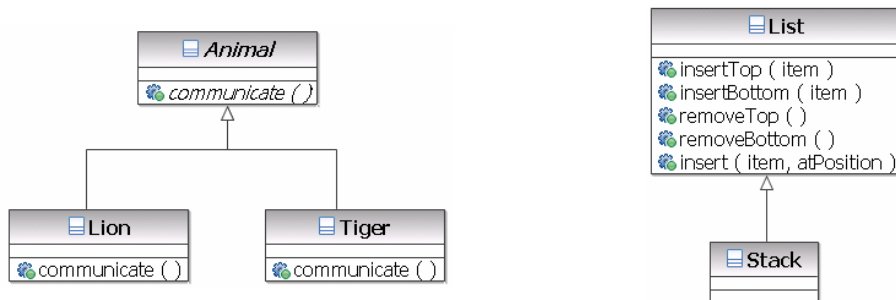 Animal
communicate ( )
Lion
communicate ( )
Tiger
communicate ( )
List
insertTop ( item )
insertBottom ( item )
removeTop ( )
removeBottom ( )
insert ( item, atPosition )
Stack